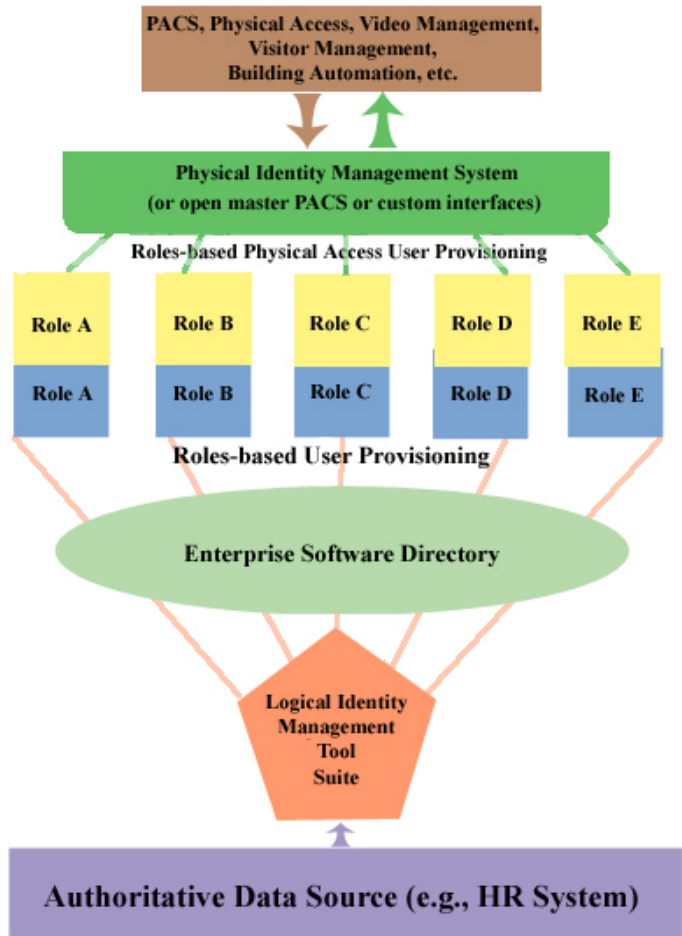 PACS, Physical Access, Video Management,
Visitor Management,
Building Automation, etc.
Physical Identity Management System
(or open master PACS or custom interfaces)
Roles-based Physical Access User Provisioning
Role A
Role B
Role C
Role D
Role E
Role A
Role B
Role C
Role D
Role E
Roles-based User Provisioning
Enterprise Software Directory
Logical Identity
Management
Tool
Suite
Authoritative Data Source (e.g., HR System)